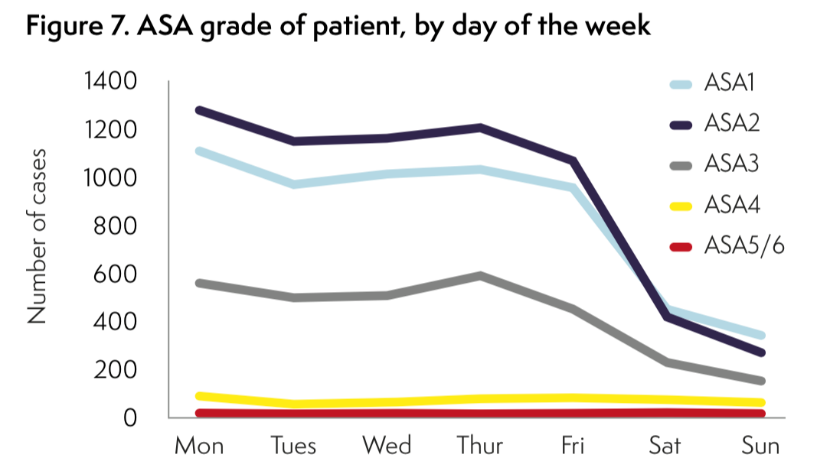 Figure 7. ASA grade of patient, by day of the week
Number of cases
1400
1200
1000
800
600
400
200
0
Mon Tues Wed Thur Fri Sat Sun
ASA1
ASA2
ASA3
ASA4
ASA5/6